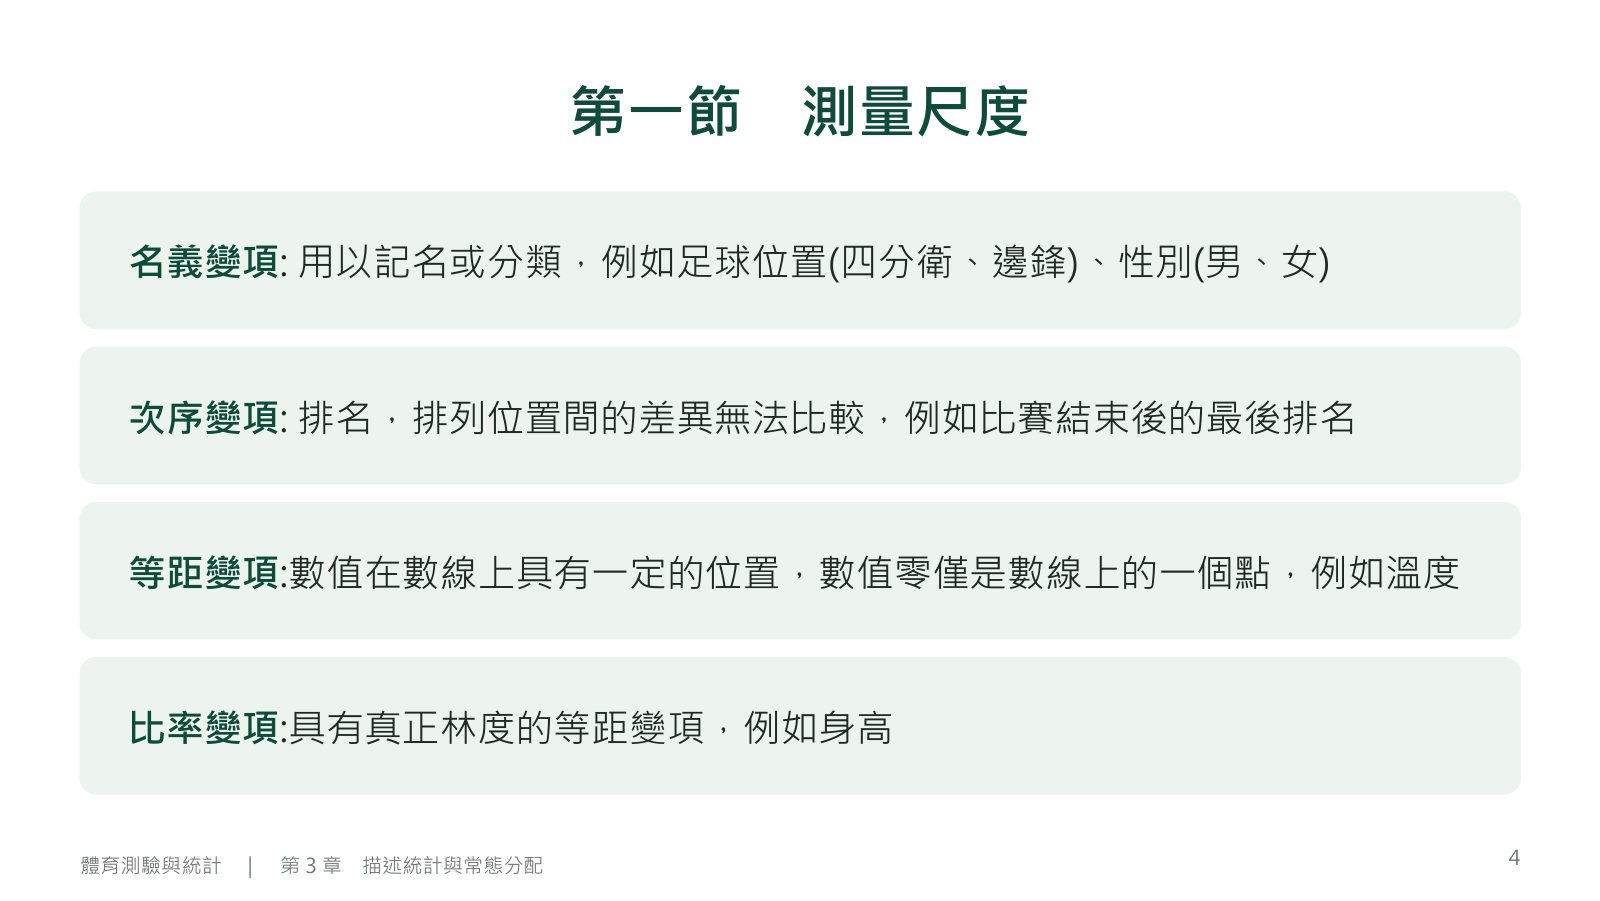 第一節　測量尺度
名義變項: 用以記名或分類，例如足球位置(四分衛、邊鋒)、性別(男、女)
次序變項: 排名，排列位置間的差異無法比較，例如比賽結束後的最後排名
等距變項:數值在數線上具有一定的位置，數值零僅是數線上的一個點，例如溫度
比率變項:具有真正林度的等距變項，例如身高
體育測驗與統計　|　第 3 章　描述統計與常態分配
4